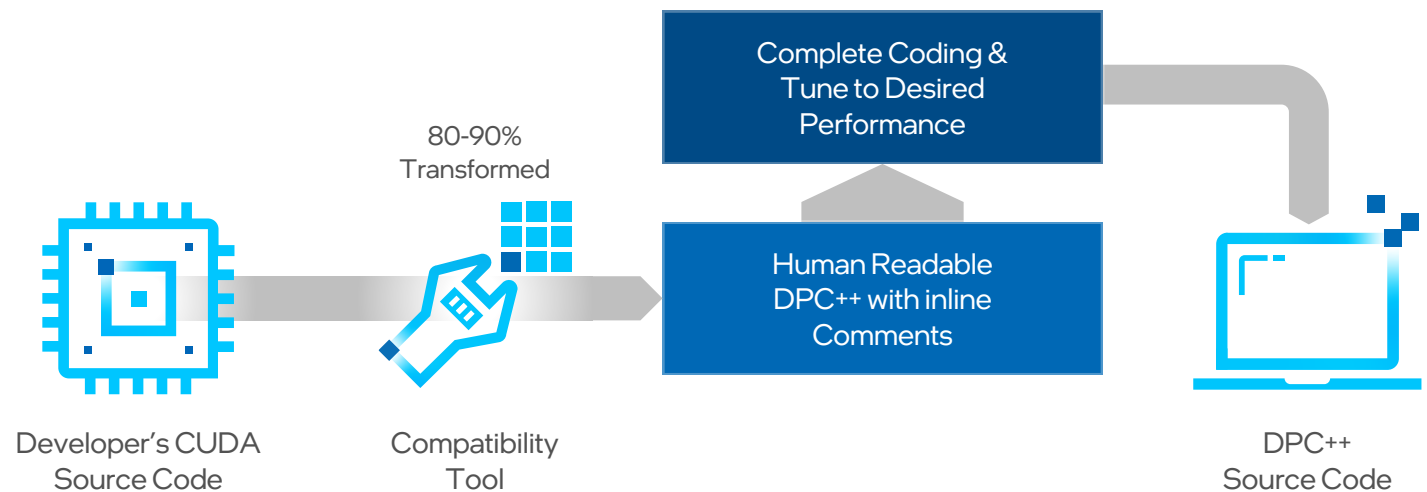 Complete Coding &
Tune to Desired
Performance
80-90%
Transformed
Human Readable
DPC++ with inline
Comments
Developer's CUDA
Source Code
Compatibility
Tool
DPC++
Source Code